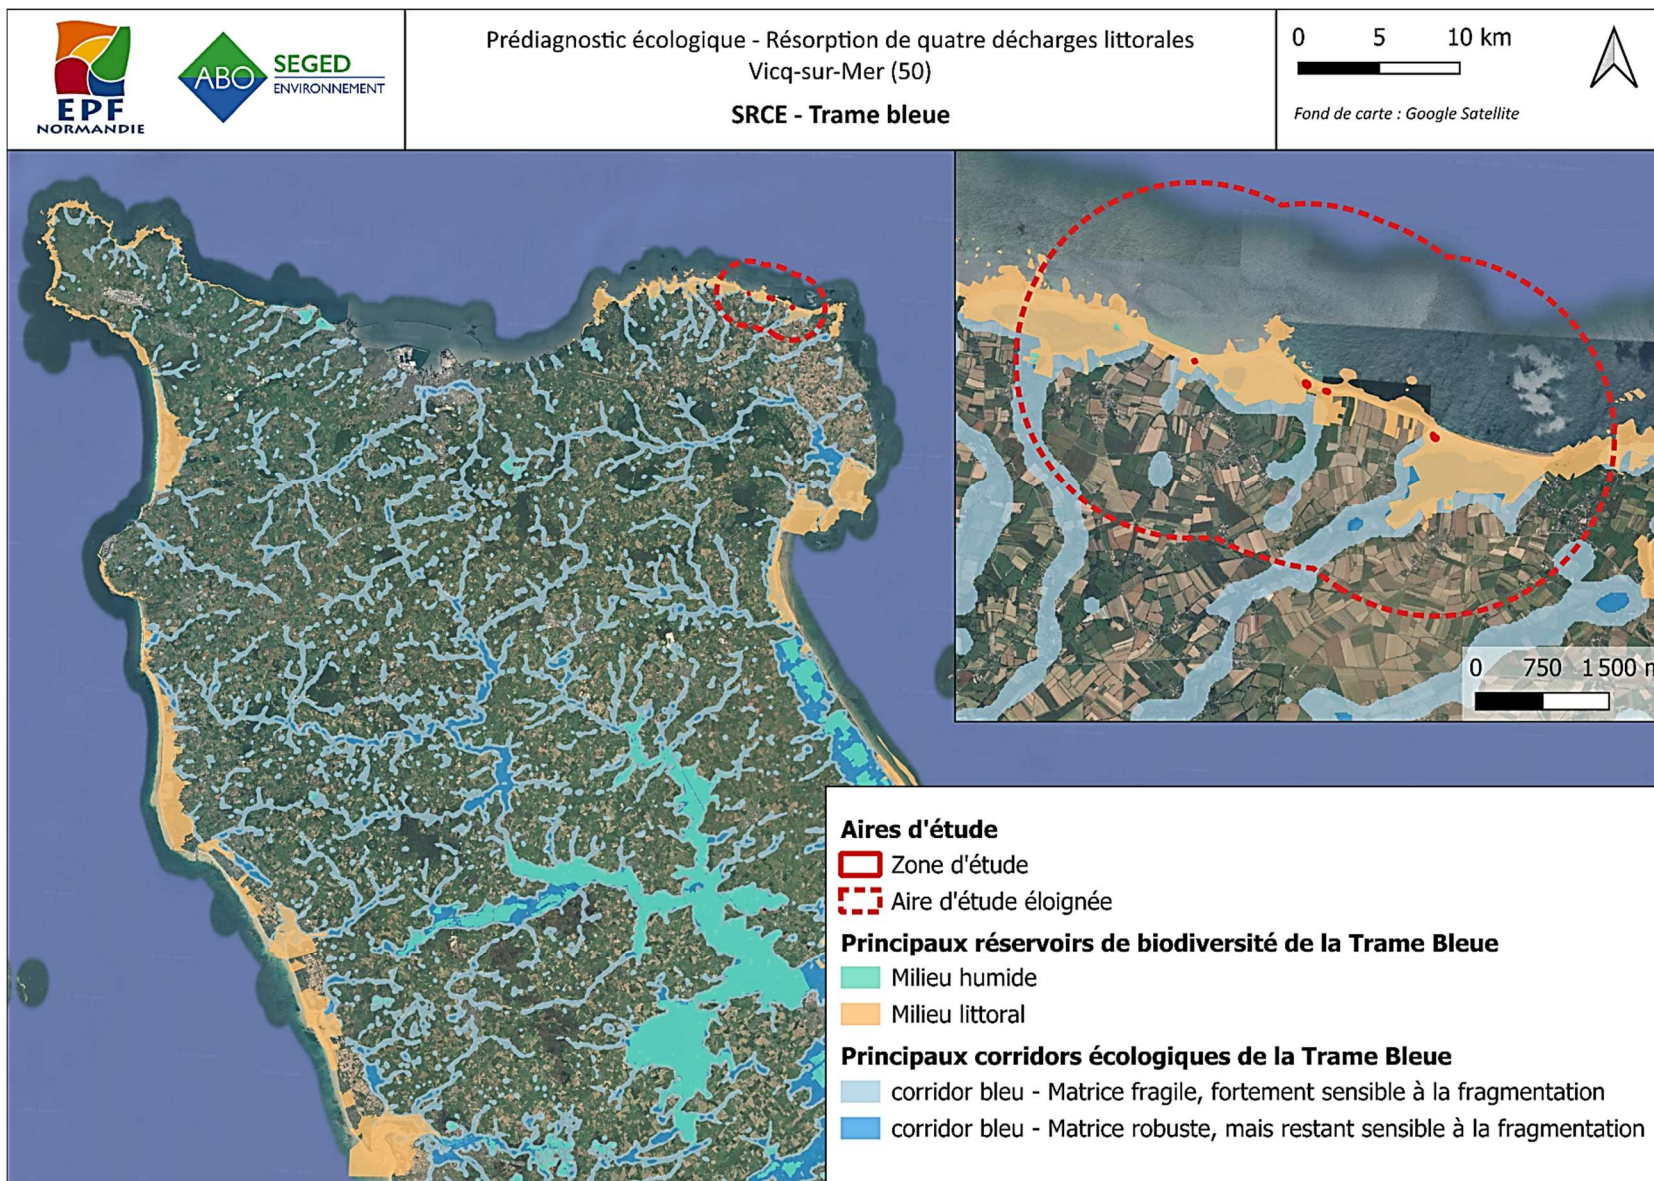 EPF
NORMANDIE
ABO
SEGED
ENVIRONNEMENT
Prédiagnostic écologique - Résorption de quatre décharges littorales
Vicq-sur-Mer (50)
SRCE - Trame bleue
0 5 10 km
Fond de carte : Google Satellite
0 750 1500 m
Aires d'étude
Zone d'étude
Aire d'étude éloignée
Principaux réservoirs de biodiversité de la Trame Bleue
Milieu humide
Milieu littoral
Principaux corridors écologiques de la Trame Bleue
corridor bleu - Matrice fragile, fortement sensible à la fragmentation
corridor bleu - Matrice robuste, mais restant sensible à la fragmentation